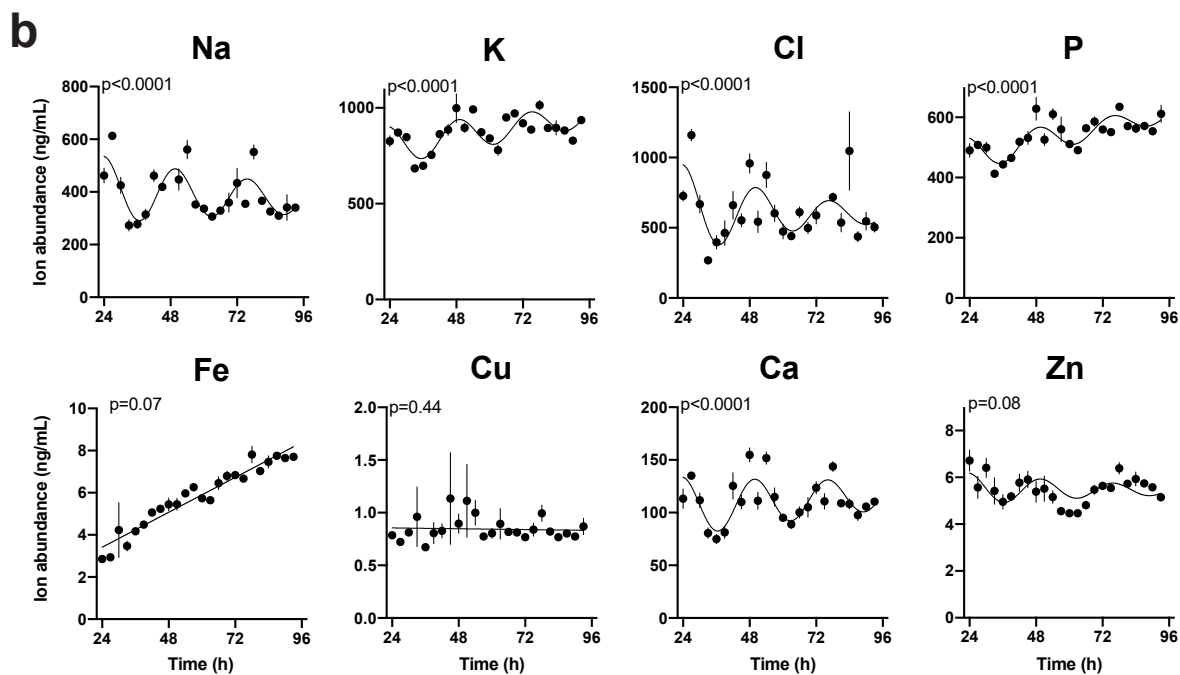 b
Na
K
Cl
P
Ion abundance (ng/mL)
p<0.0001
800
600
400
200
0
24 48 72 96
p<0.0001
1000
500
0
24 48 72 96
p<0.0001
1500
1000
500
0
24 48 72 96
p<0.0001
600
400
200
0
24 48 72 96
Fe
Cu
Ca
Zn
Ion abundance (ng/mL)
p=0.07
10
8
6
4
2
0
24 48 72 96
Time (h)
p=0.44
2.0
1.5
1.0
0.5
0.0
24 48 72 96
Time (h)
p<0.0001
200
150
100
50
0
24 48 72 96
Time (h)
p=0.08
8
6
4
2
0
24 48 72 96
Time (h)